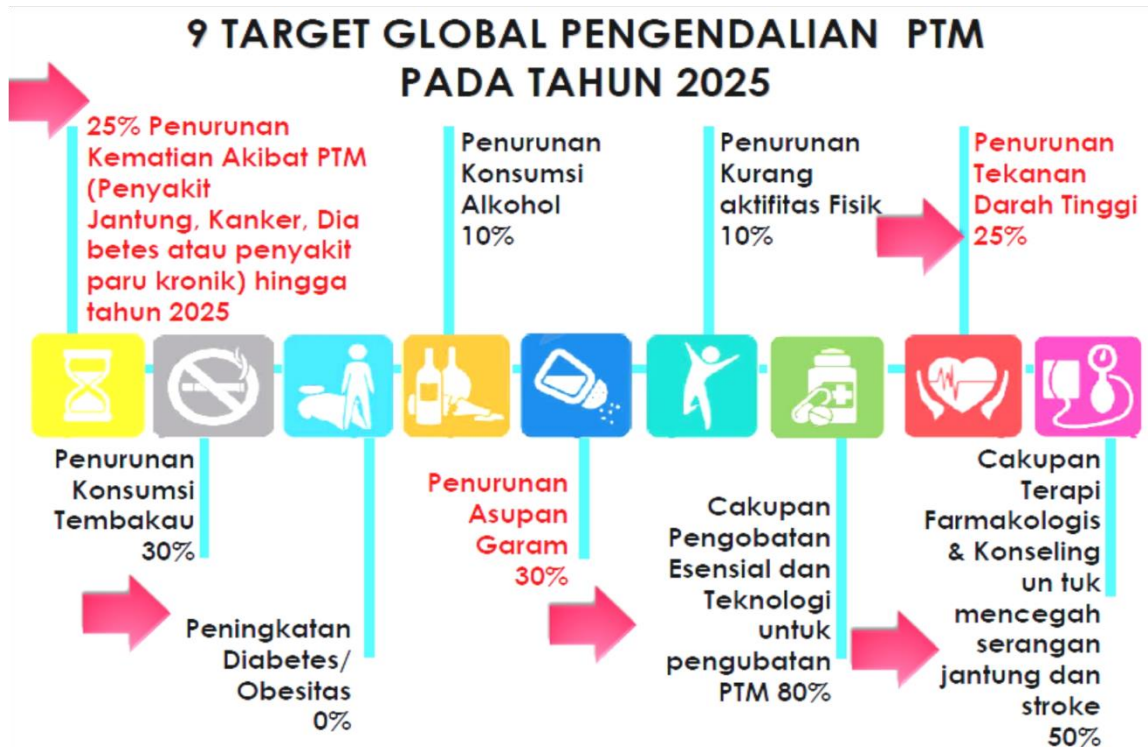 9 TARGET GLOBAL PENGENDALIAN PTM
PADA TAHUN 2025
25% Penurunan
Kematian Akibat PTM
(Penyakit
Jantung, Kanker, Dia
betes atau penyakit
paru kronik) hingga
tahun 2025
Penurunan
Konsumsi
Alkohol
10%
Penurunan
Kurang
aktifitas Fisik
10%
Penurunan
Tekanan
Darah Tinggi
25%
Penurunan
Konsumsi
Tembakau
30%
Peningkatan
Diabetes/
Obesitas
0%
Penurunan
Asupan
Garam
30%
Cakupan
Pengobatan
Esensial dan
Teknologi
untuk
pengubatan
PTM 80%
Cakupan
Terapi
Farmakologis
& Konseling
un tuk
mencegah
serangan
jantung dan
stroke
50%